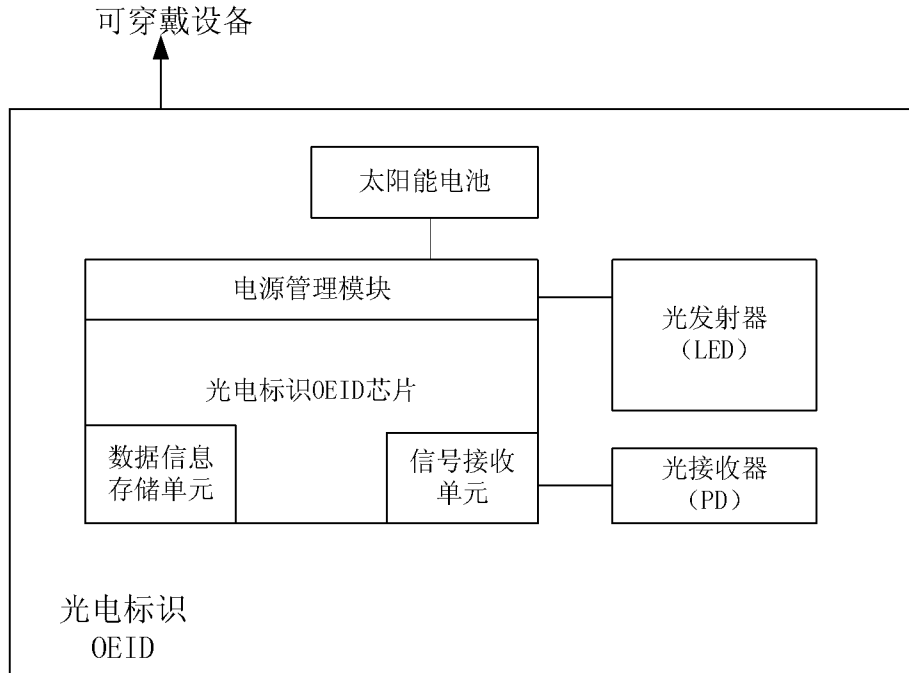 可穿戴设备
太阳能电池
电源管理模块
光发射器
（LED）
光电标识OEID芯片
数据信息
存储单元
信号接收
单元
光接收器
（PD）
光电标识
OEID